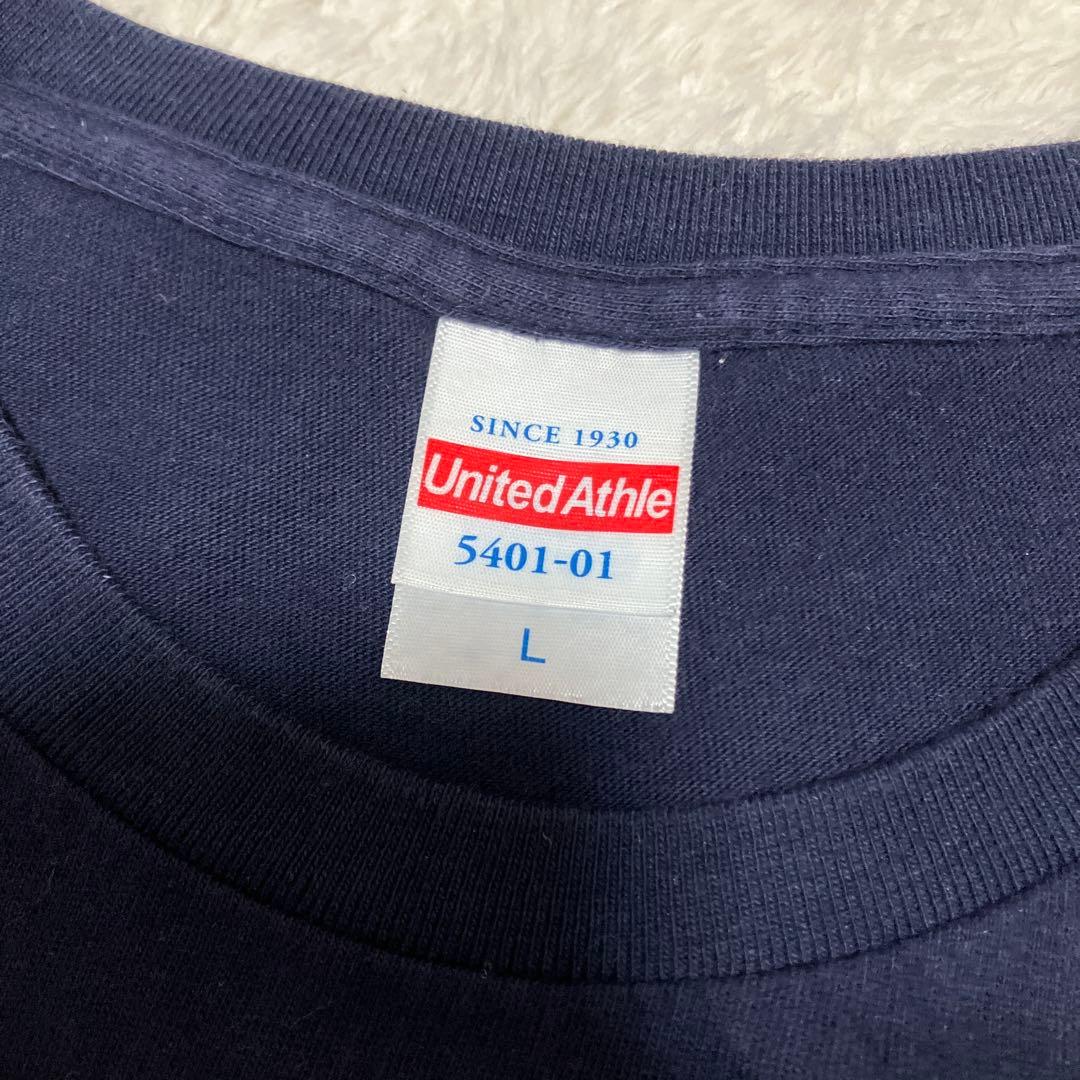 SINCE 1930
United Athle
5401-01
L